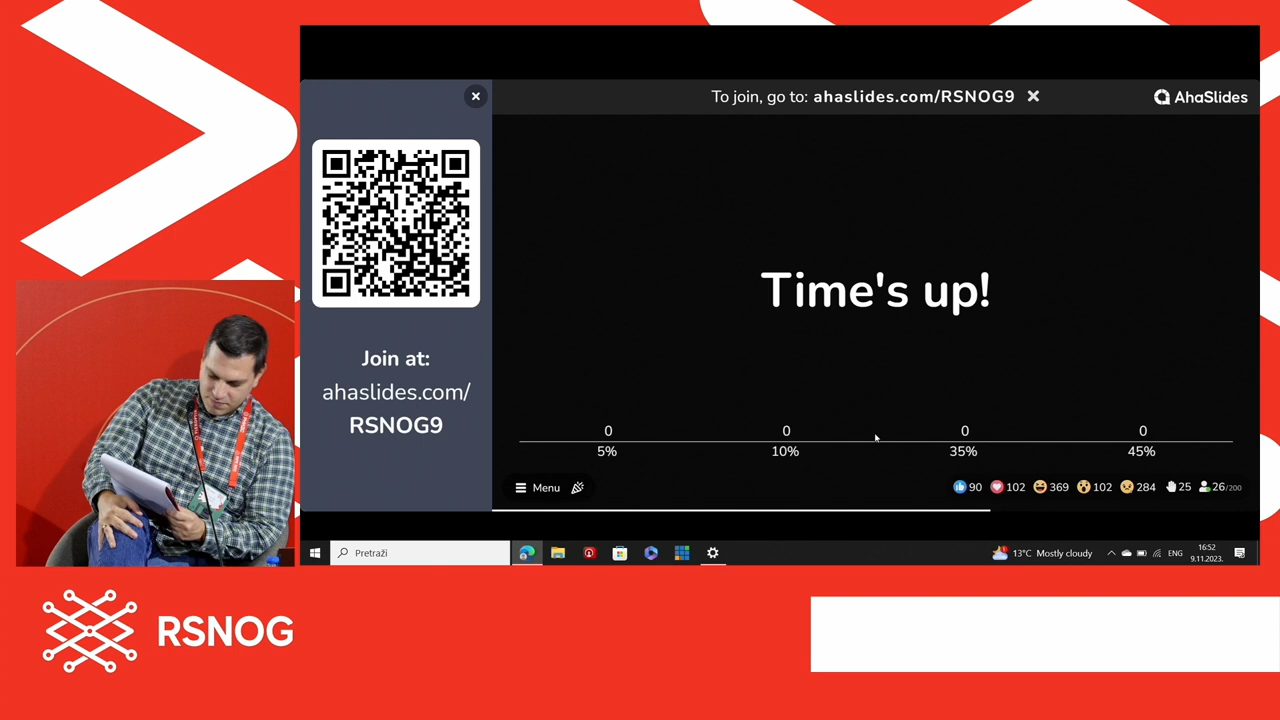 To join, go to: ahaslides.com/RSNOG9
AhaSlides
Join at:
ahaslides.com/
RSNOG9
Time's up!
0 0 0 0
5% 10% 35% 45%
Menu
90 102 369 102 284 25 26/200
Pretraži
13°C Mostly cloudy
ENG
16:52
9.11.2023.
RSNOG